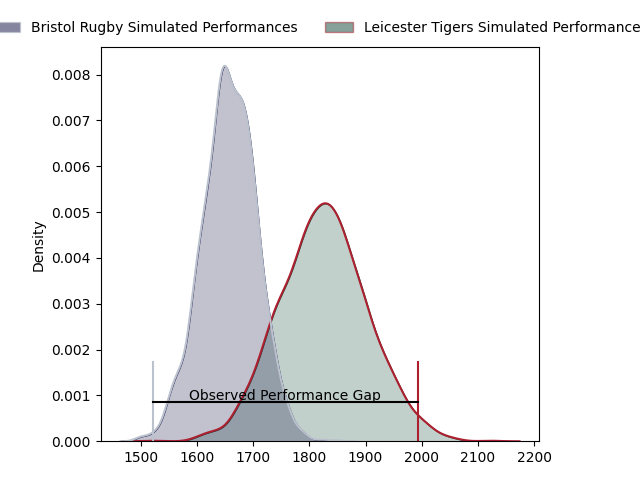 Bristol Rugby Simulated Performances Leicester Tigers Simulated Performance
0.008
0.007
0.006
0.005
0.004
0.003
0.002
0.001
0.000
Density
Observed Performance Gap
1500 1600 1700 1800 1900 2000 2100 2200